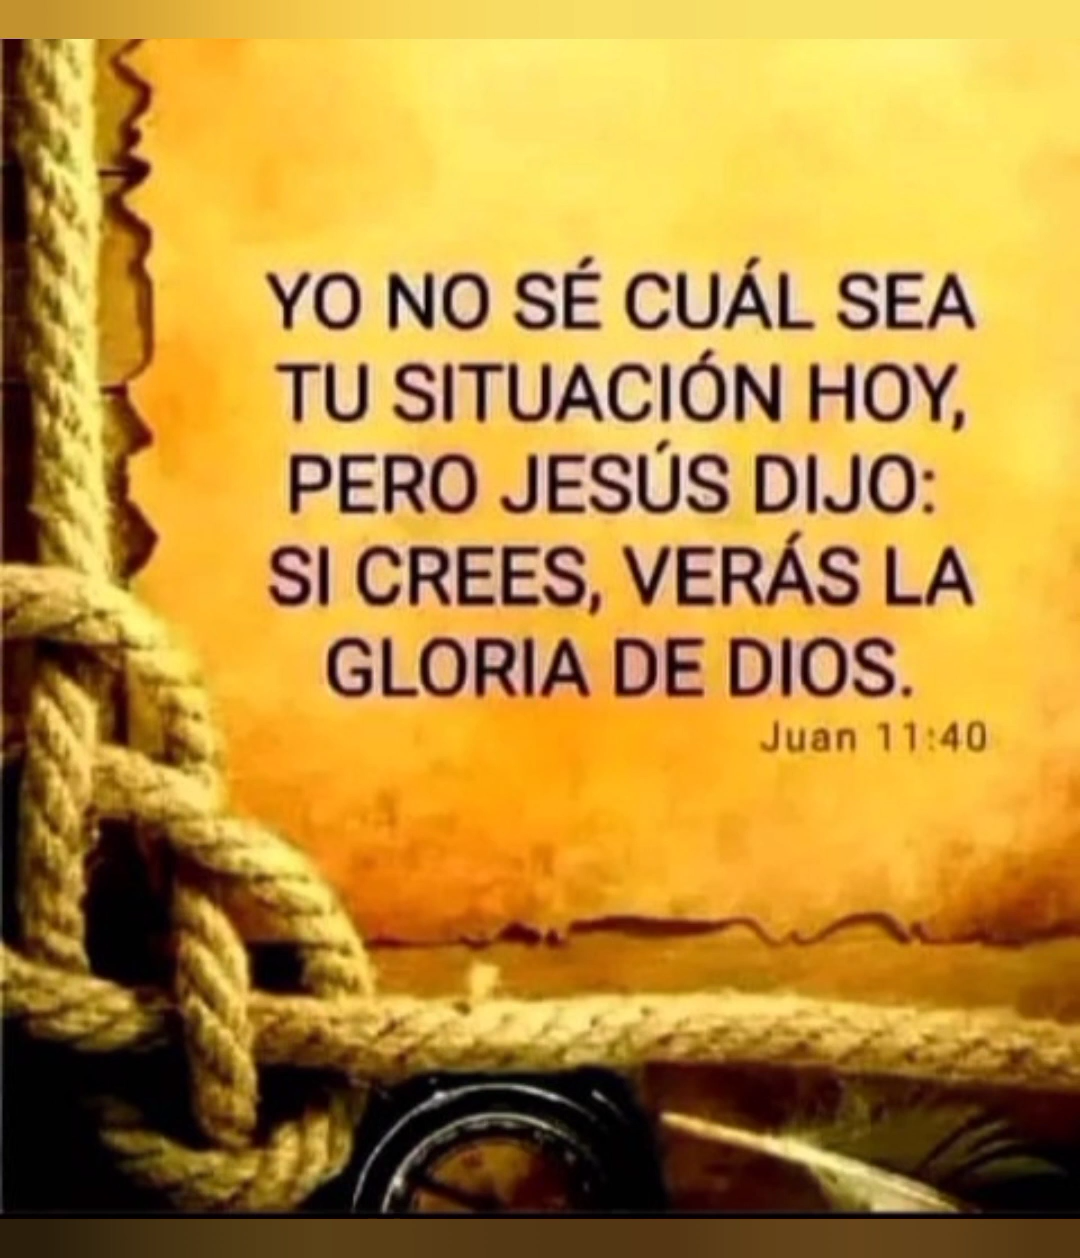 YO NO SÉ CUÁL SEA
TU SITUACIÓN HOY,
PERO JESÚS DIJO:
SI CREES, VERÁS LA
GLORIA DE DIOS.
Juan 11:40